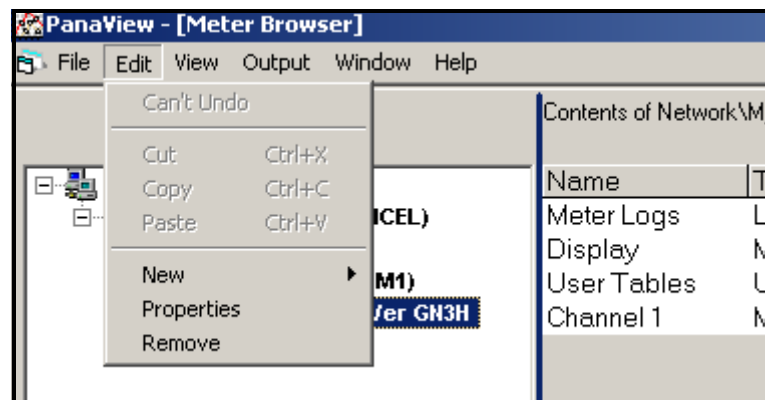 PanaView - [Meter Browser]
File Edit View Output Window Help
Can't Undo
Cut Ctrl+X
Copy Ctrl+C
Paste Ctrl+V
New
Properties
Remove
ICEL)
M1)
Ver GN3H
Contents of Network\M
Name T
Meter Logs L
Display M
User Tables U
Channel 1 M